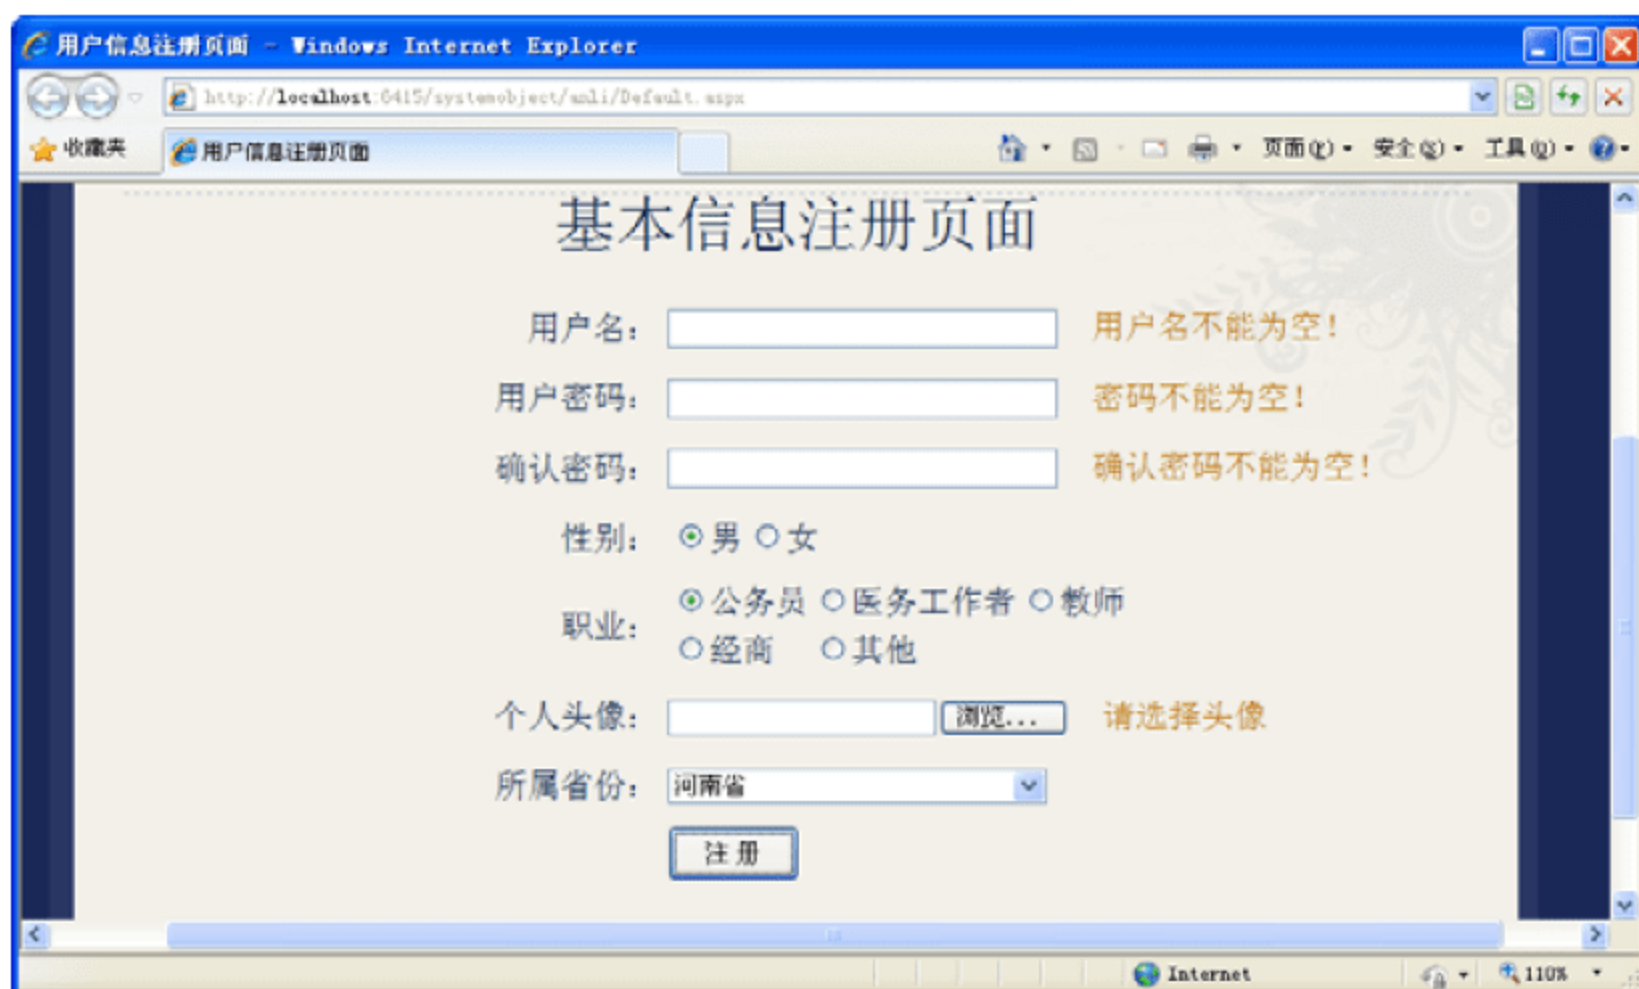 用户信息注册页面 - Windows Internet Explorer
http://localhost:6415/systemobject/anli/Default.aspx
收藏夹 用户信息注册页面 页面(P) 安全(S) 工具(O)
基本信息注册页面
用户名： 用户名不能为空！
用户密码： 密码不能为空！
确认密码： 确认密码不能为空！
性别： 男 女
职业： 公务员 医务工作者 教师
经商 其他
个人头像： 浏览... 请选择头像
所属省份： 河南省
注 册
Internet 110%